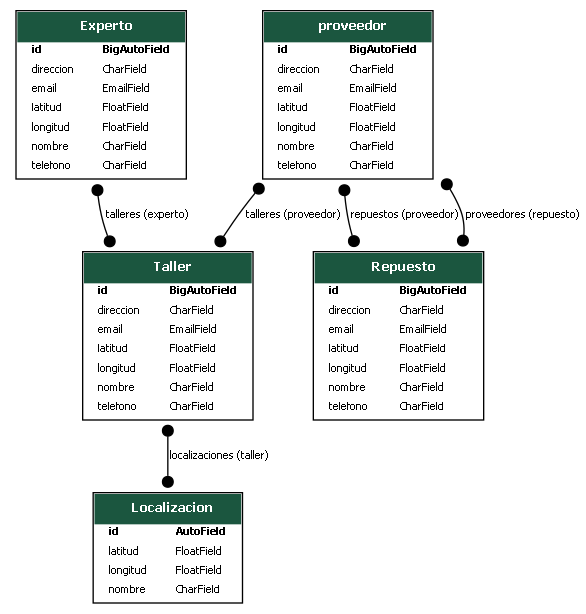 Experto
id BigAutoField
direccion CharField
email EmailField
latitud FloatField
longitud FloatField
nombre CharField
telefono CharField
proveedor
id BigAutoField
direccion CharField
email EmailField
latitud FloatField
longitud FloatField
nombre CharField
telefono CharField
talleres (experto)
talleres (proveedor)
repuestos (proveedor)
proveedores (repuesto)
Taller
id BigAutoField
direccion CharField
email EmailField
latitud FloatField
longitud FloatField
nombre CharField
telefono CharField
Repuesto
id BigAutoField
direccion CharField
email EmailField
latitud FloatField
longitud FloatField
nombre CharField
telefono CharField
localizaciones (taller)
Localizacion
id AutoField
latitud FloatField
longitud FloatField
nombre CharField